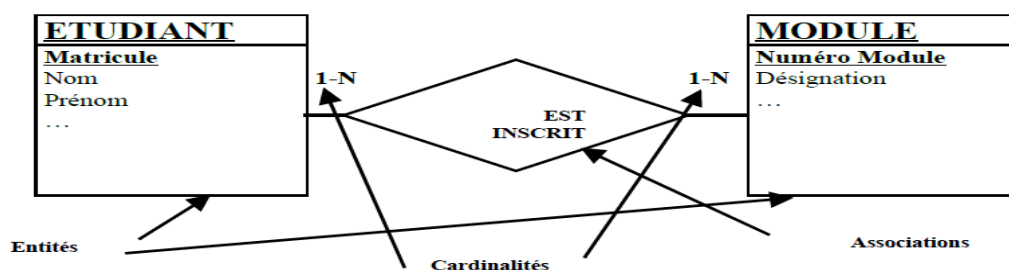 ETUDIANT
Matricule
Nom
Prénom
…
1-N
EST
INSCRIT
1-N
MODULE
Numéro Module
Désignation
…
Entités
Cardinalités
Associations